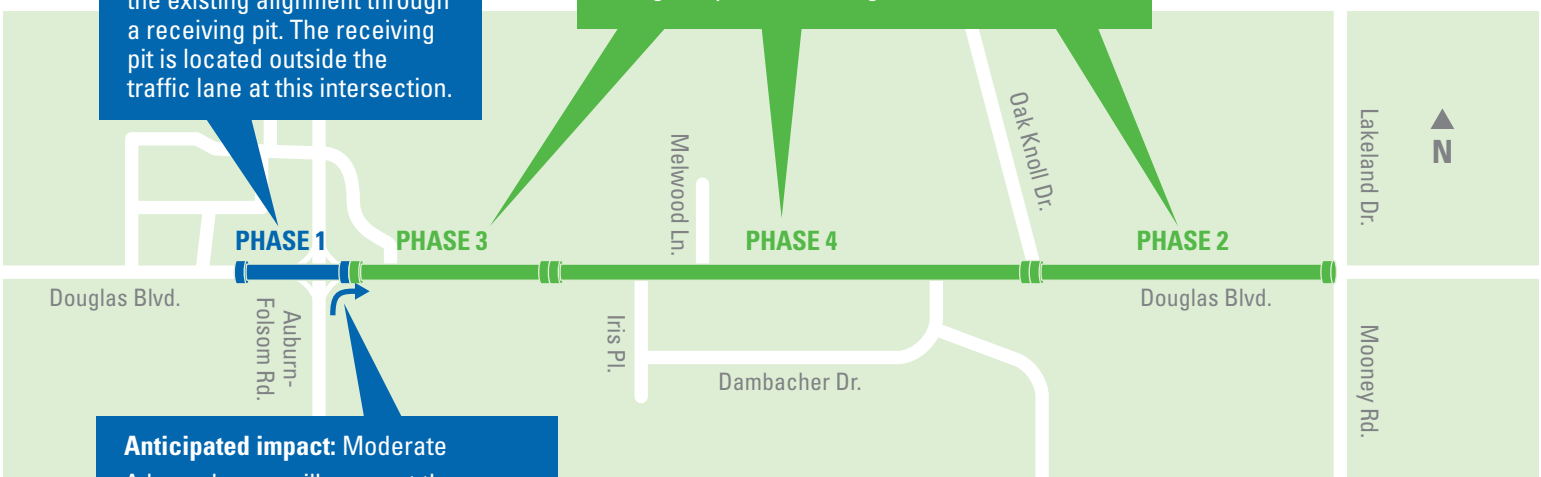 the existing alignment through
a receiving pit. The receiving
pit is located outside the
traffic lane at this intersection.
Oak Knoll Dr.
Lakeland Dr.
N
Melwood Ln.
PHASE 1
PHASE 3
PHASE 4
PHASE 2
Douglas Blvd.
Auburn-
Folsom Rd.
Iris Pl.
Douglas Blvd.
Mooney Rd.
Dambacher Dr.
Anticipated impact: Moderate